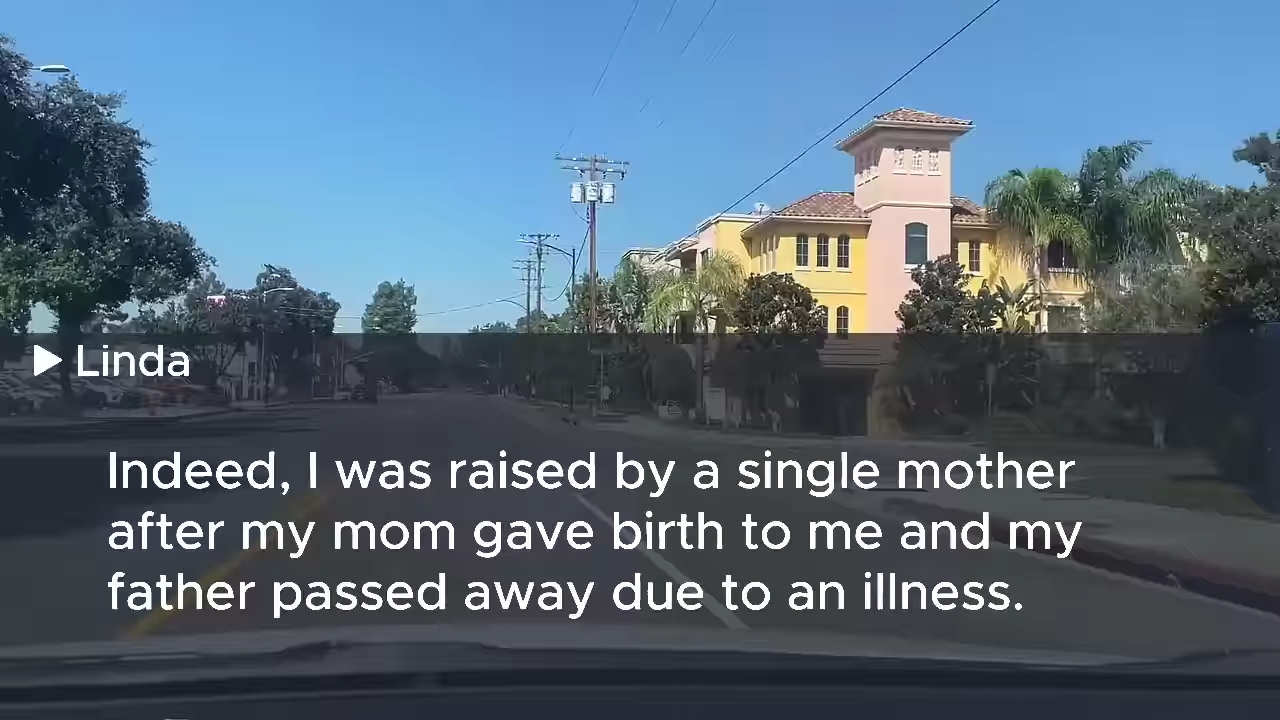 Linda
Indeed, I was raised by a single mother
after my mom gave birth to me and my
father passed away due to an illness.